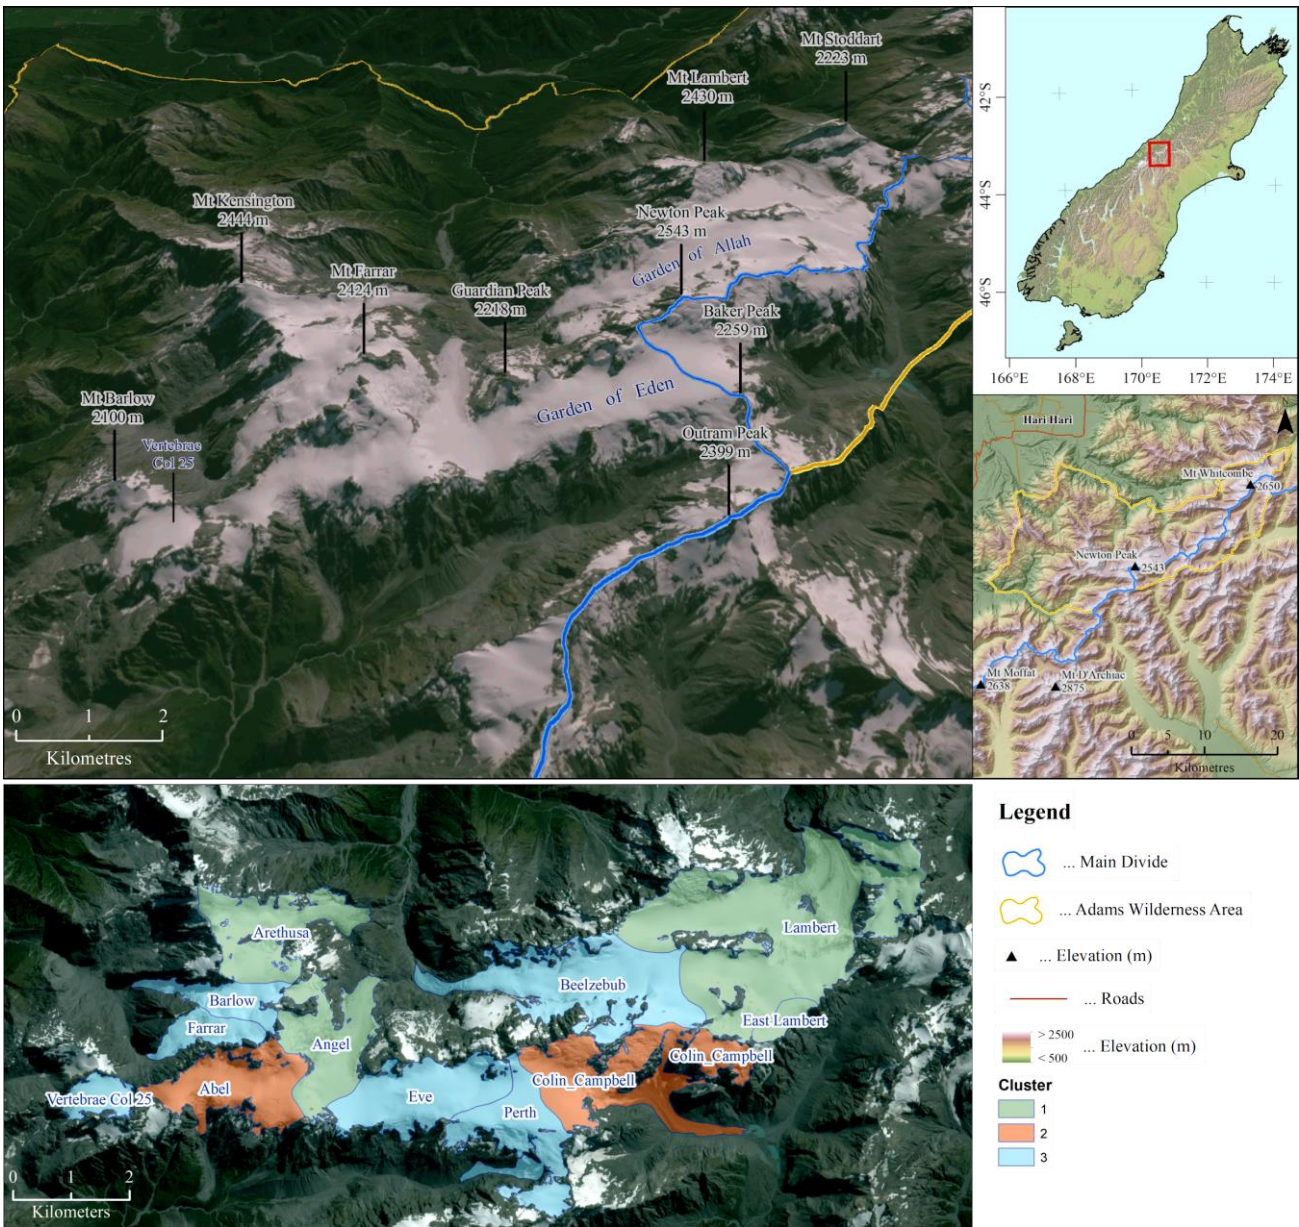 Mt Stoddart
2223 m
Mt Lambert
2430 m
Mt Kensington
2444 m
Newton Peak
2543 m
Garden of Allah
Mt Farrar
2424 m
Guardian Peak
2218 m
Baker Peak
2259 m
Garden of Eden
Mt Barlow
2100 m
Vertebrae
Col 25
Outram Peak
2399 m
0 1 2
Kilometres
42°S
44°S
46°S
166°E 168°E 170°E 172°E 174°E
Hari Hari
Mt Whitcombe
2650
Newton Peak
2543
Mt Moffat
2638
Mt D'Archiac
2875
0 5 10 20
Kilometres
Arethusa
Lambert
Barlow
Beelzebub
Farrar
Angel
East Lambert
Colin_Campbell
Abel
Colin_Campbell
Vertebrae Col 25
Eve
Perth
0 1 2
Kilometers
Legend
... Main Divide
... Adams Wilderness Area
... Elevation (m)
... Roads
> 2500
< 500
... Elevation (m)
Cluster
1
2
3